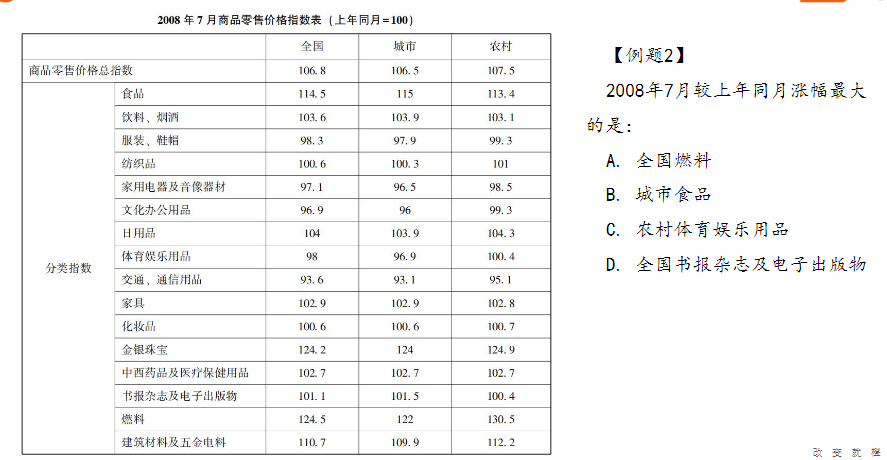 2008 年 7 月商品零售价格指数表（上年同月=100）
全国 城市 农村
商品零售价格总指数 106.8 106.5 107.5
分类指数
食品 114.5 115 113.4
饮料、烟酒 103.6 103.9 103.1
服装、鞋帽 98.3 97.9 99.3
纺织品 100.6 100.3 101
家用电器及音像器材 97.1 96.5 98.5
文化办公用品 96.9 96 99.3
日用品 104 103.9 104.3
体育娱乐用品 98 96.9 100.4
交通、通信用品 93.6 93.1 95.1
家具 102.9 102.9 102.8
化妆品 100.6 100.6 100.7
金银珠宝 124.2 124 124.9
中西药品及医疗保健用品 102.7 102.7 102.7
书报杂志及电子出版物 101.1 101.5 100.4
燃料 124.5 122 130.5
建筑材料及五金电料 110.7 109.9 112.2
【例题2】
2008年7月较上年同月涨幅最大
的是：
A. 全国燃料
B. 城市食品
C. 农村体育娱乐用品
D. 全国书报杂志及电子出版物
改 变 就 程